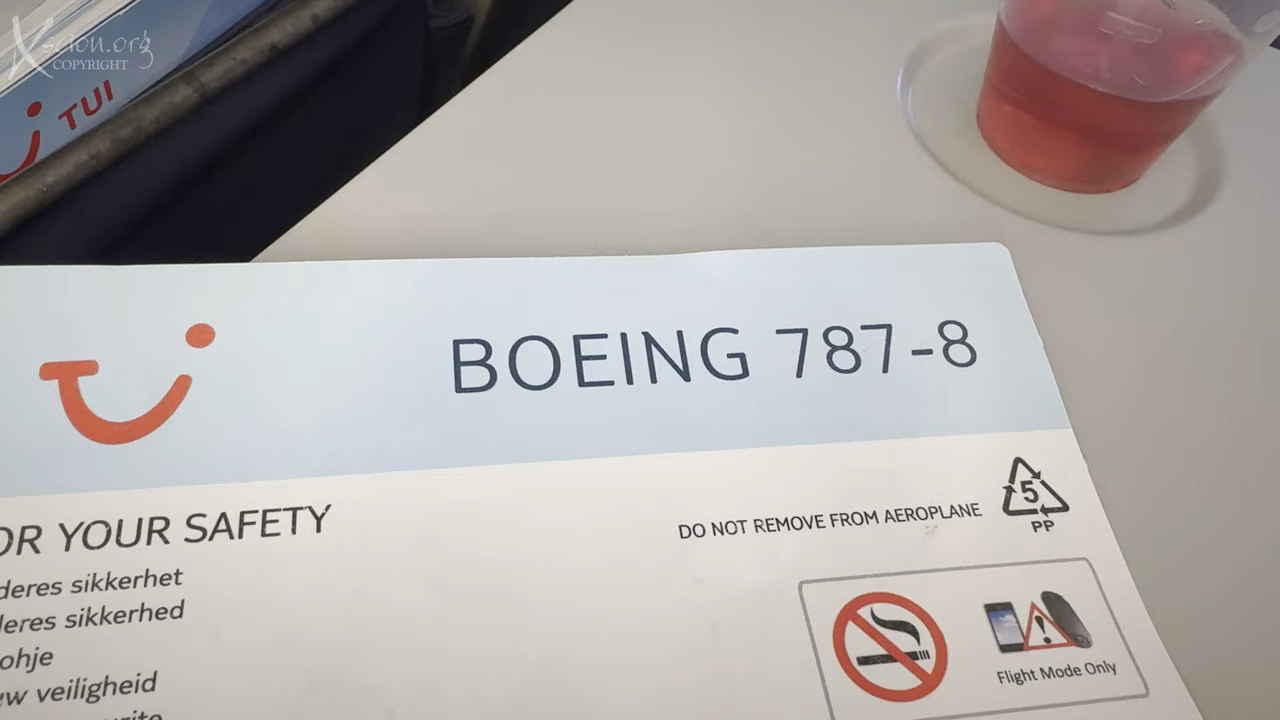 Xscion.org
COPYRIGHT
TUI
BOEING 787-8
OR YOUR SAFETY
DO NOT REMOVE FROM AEROPLANE
5
PP
deres sikkerhet
deres sikkerhed
ohje
ew veiligheid
Flight Mode Only